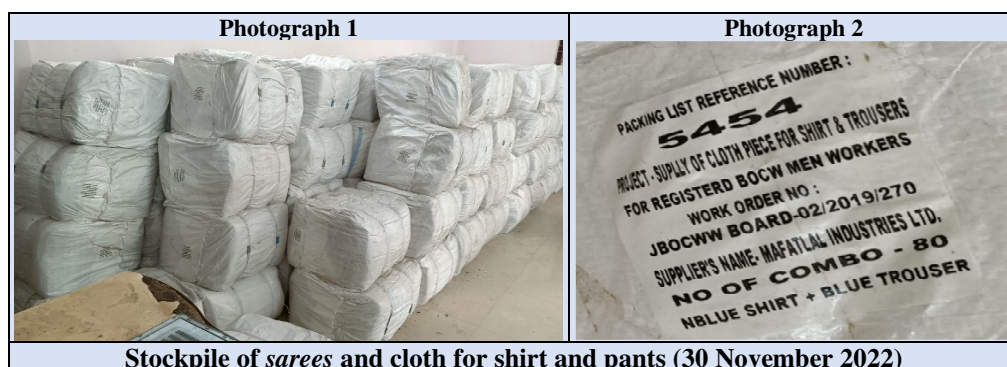 Photograph 1
Photograph 2
PACKING LIST REFERENCE NUMBER :
5454
PROJECT - SUPLLY OF CLOTH PIECE FOR SHIRT & TROUSERS
FOR REGISTERD BOCW MEN WORKERS
WORK ORDER NO :
JBOCWW BOARD-02/2019/270
SUPPLIER'S NAME- MAFATLAL INDUSTRIES LTD.
NO OF COMBO - 80
NBLUE SHIRT + BLUE TROUSER
Stockpile of sarees and cloth for shirt and pants (30 November 2022)